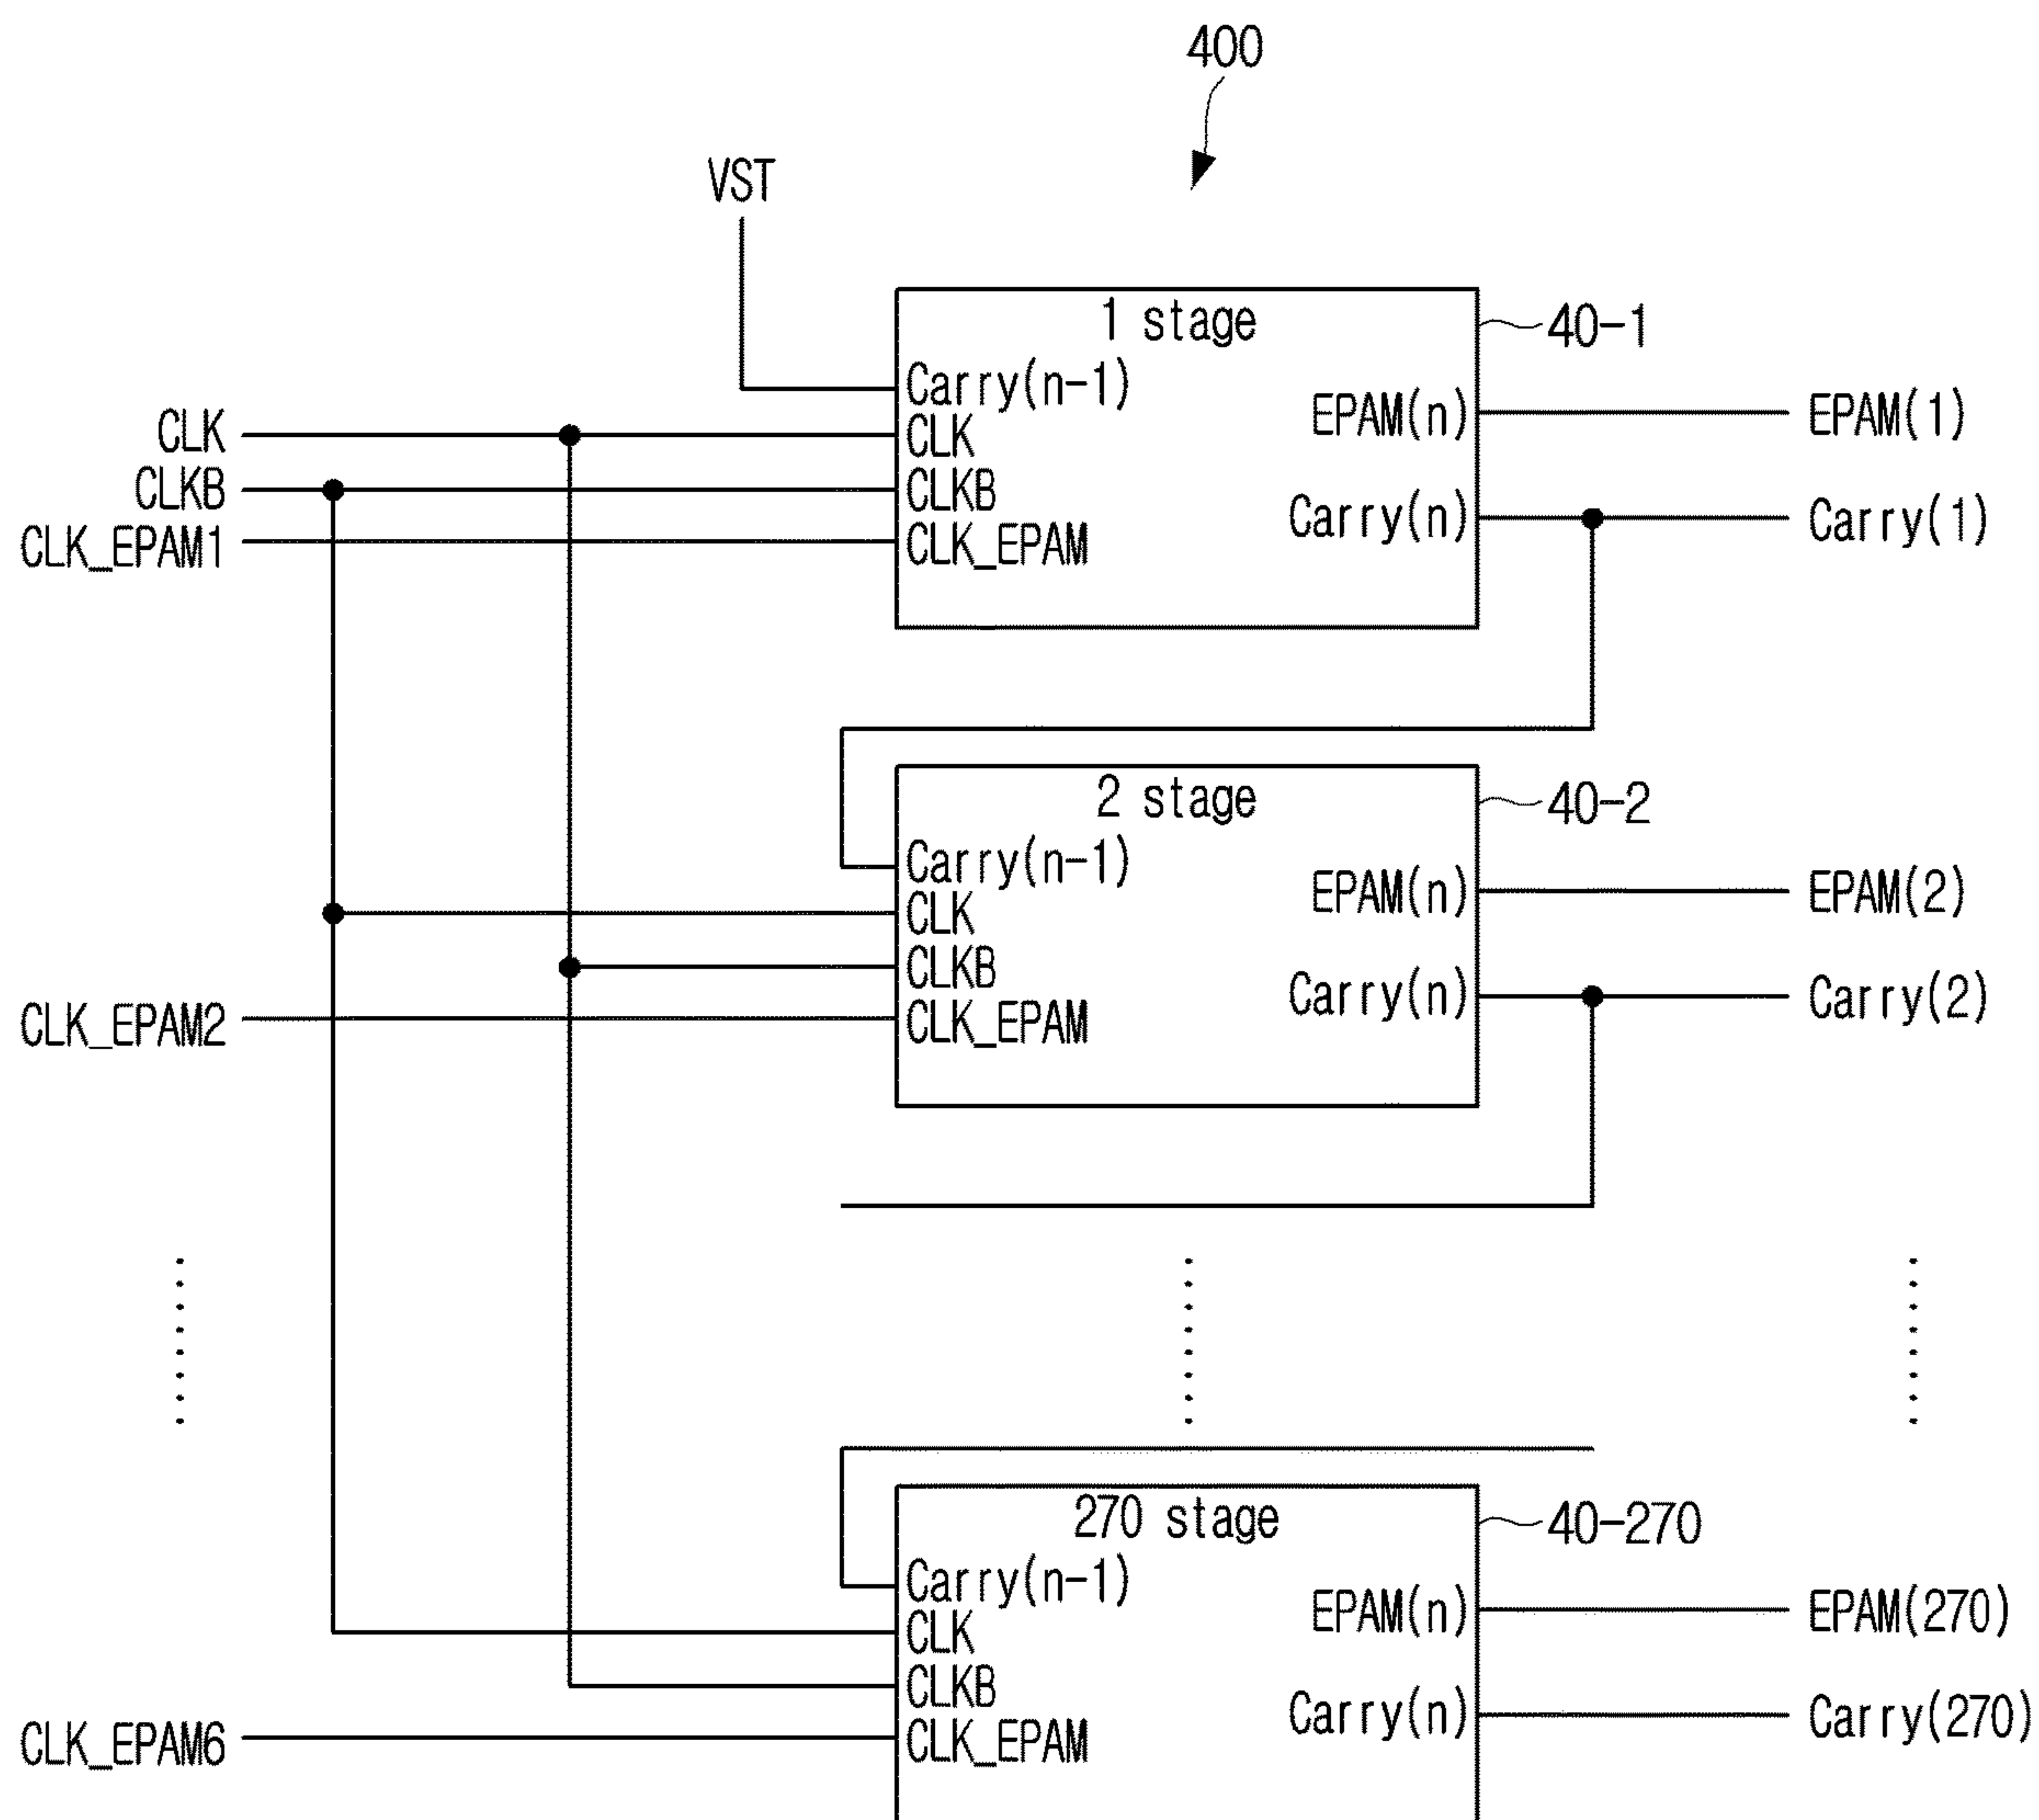 400
VST
1 stage
40-1
Carry(n-1)
CLK
CLK
CLKB
CLKB
CLK_EPAM1
CLK_EPAM
EPAM(n)
EPAM(1)
Carry(n)
Carry(1)
2 stage
40-2
Carry(n-1)
CLK
CLKB
CLK_EPAM2
CLK_EPAM
EPAM(n)
EPAM(2)
Carry(n)
Carry(2)
270 stage
40-270
Carry(n-1)
CLK
CLKB
CLK_EPAM6
CLK_EPAM
EPAM(n)
EPAM(270)
Carry(n)
Carry(270)